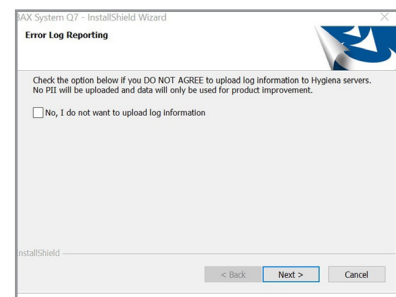 BAX System Q7 - InstallShield Wizard
Error Log Reporting
Check the option below if you DO NOT AGREE to upload log information to Hygiena servers.
No PII will be uploaded and data will only be used for product improvement.
No, I do not want to upload log information
InstallShield
< Back Next > Cancel